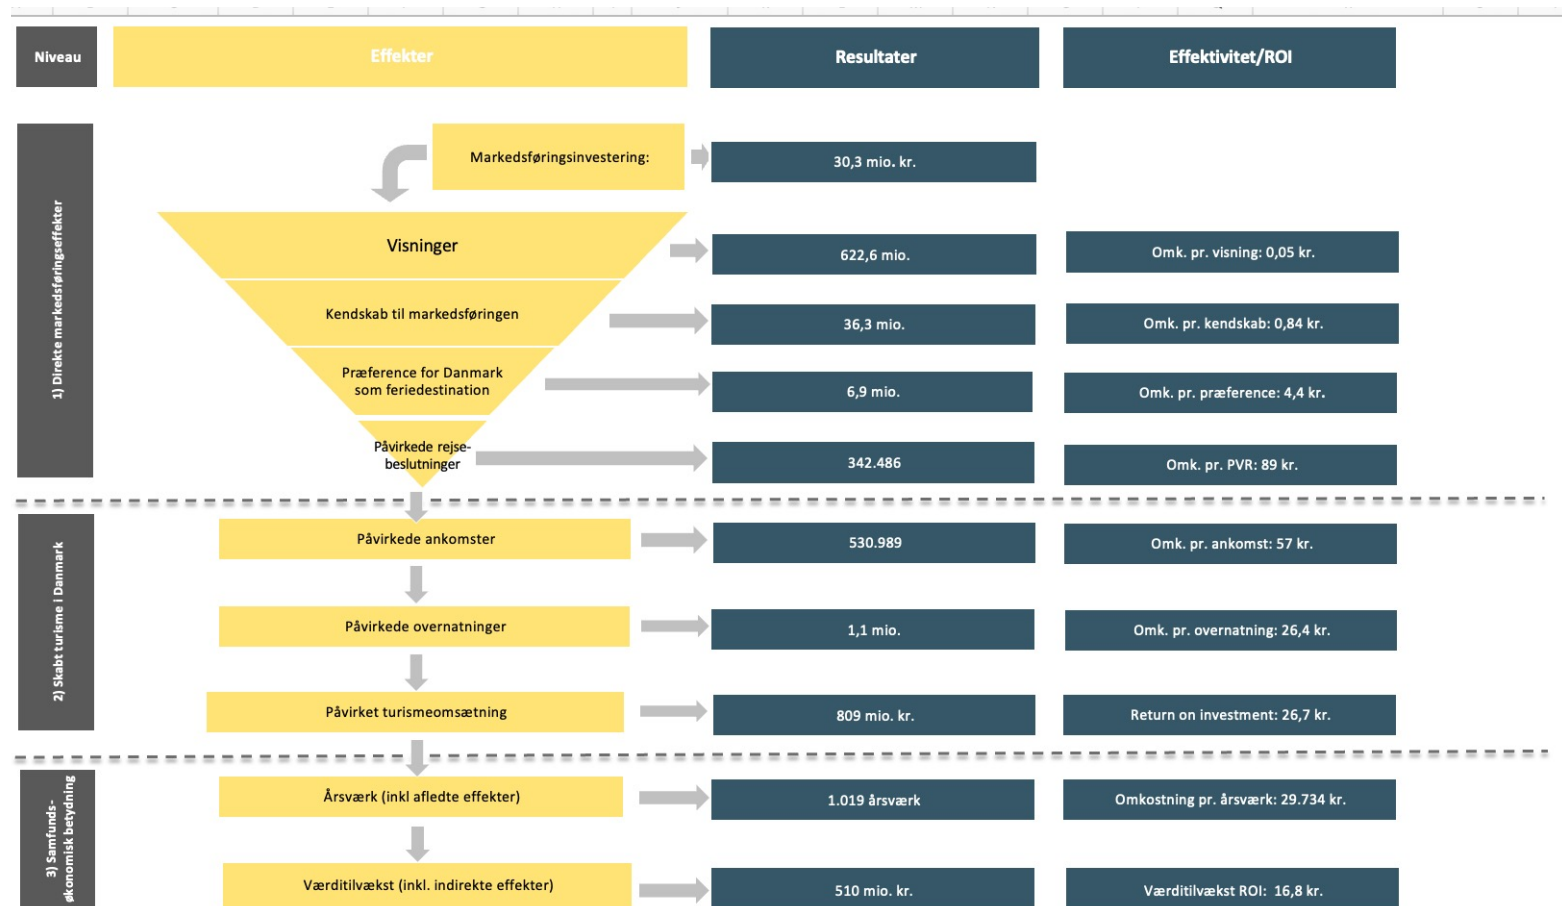 Niveau
Effekter
Resultater
Effektivitet/ROI
1) Direkte markedsføringseffekter
Markedsføringsinvestering:
30,3 mio. kr.
Visninger
622,6 mio.
Omk. pr. visning: 0,05 kr.
Kendskab til markedsføringen
36,3 mio.
Omk. pr. kendskab: 0,84 kr.
Præference for Danmark
som feriedestination
6,9 mio.
Omk. pr. præference: 4,4 kr.
Påvirkede rejse-
beslutninger
342.486
Omk. pr. PVR: 89 kr.
2) Skabt turisme i Danmark
Påvirkede ankomster
530.989
Omk. pr. ankomst: 57 kr.
Påvirkede overnatninger
1,1 mio.
Omk. pr. overnatning: 26,4 kr.
Påvirket turismeomsætning
809 mio. kr.
Return on investment: 26,7 kr.
3) Samfunds-
økonomisk betydning
Årsværk (inkl afledte effekter)
1.019 årsværk
Omkostning pr. årsværk: 29.734 kr.
Værditilvækst (inkl. indirekte effekter)
510 mio. kr.
Værditilvækst ROI: 16,8 kr.